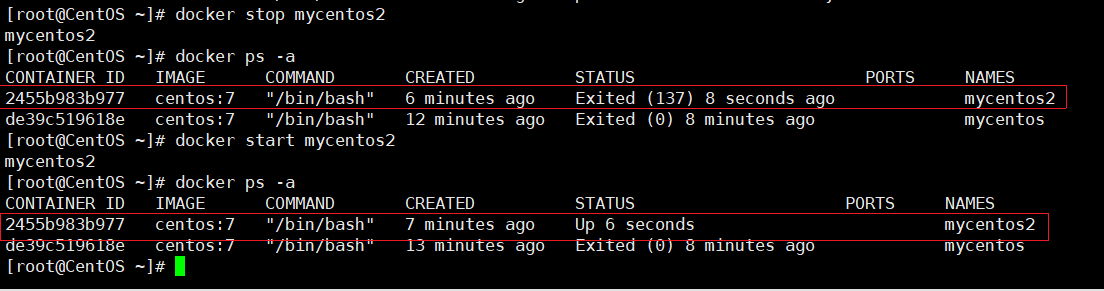 [root@CentOS ~]# docker stop mycentos2
mycentos2
[root@CentOS ~]# docker ps -a
CONTAINER ID   IMAGE      COMMAND       CREATED          STATUS                       PORTS     NAMES
2455b983b977   centos:7   "/bin/bash"   6 minutes ago    Exited (137) 8 seconds ago             mycentos2
de39c519618e   centos:7   "/bin/bash"   12 minutes ago   Exited (0) 8 minutes ago               mycentos
[root@CentOS ~]# docker start mycentos2
mycentos2
[root@CentOS ~]# docker ps -a
CONTAINER ID   IMAGE      COMMAND       CREATED          STATUS                     PORTS     NAMES
2455b983b977   centos:7   "/bin/bash"   7 minutes ago    Up 6 seconds                         mycentos2
de39c519618e   centos:7   "/bin/bash"   13 minutes ago   Exited (0) 8 minutes ago             mycentos
[root@CentOS ~]#